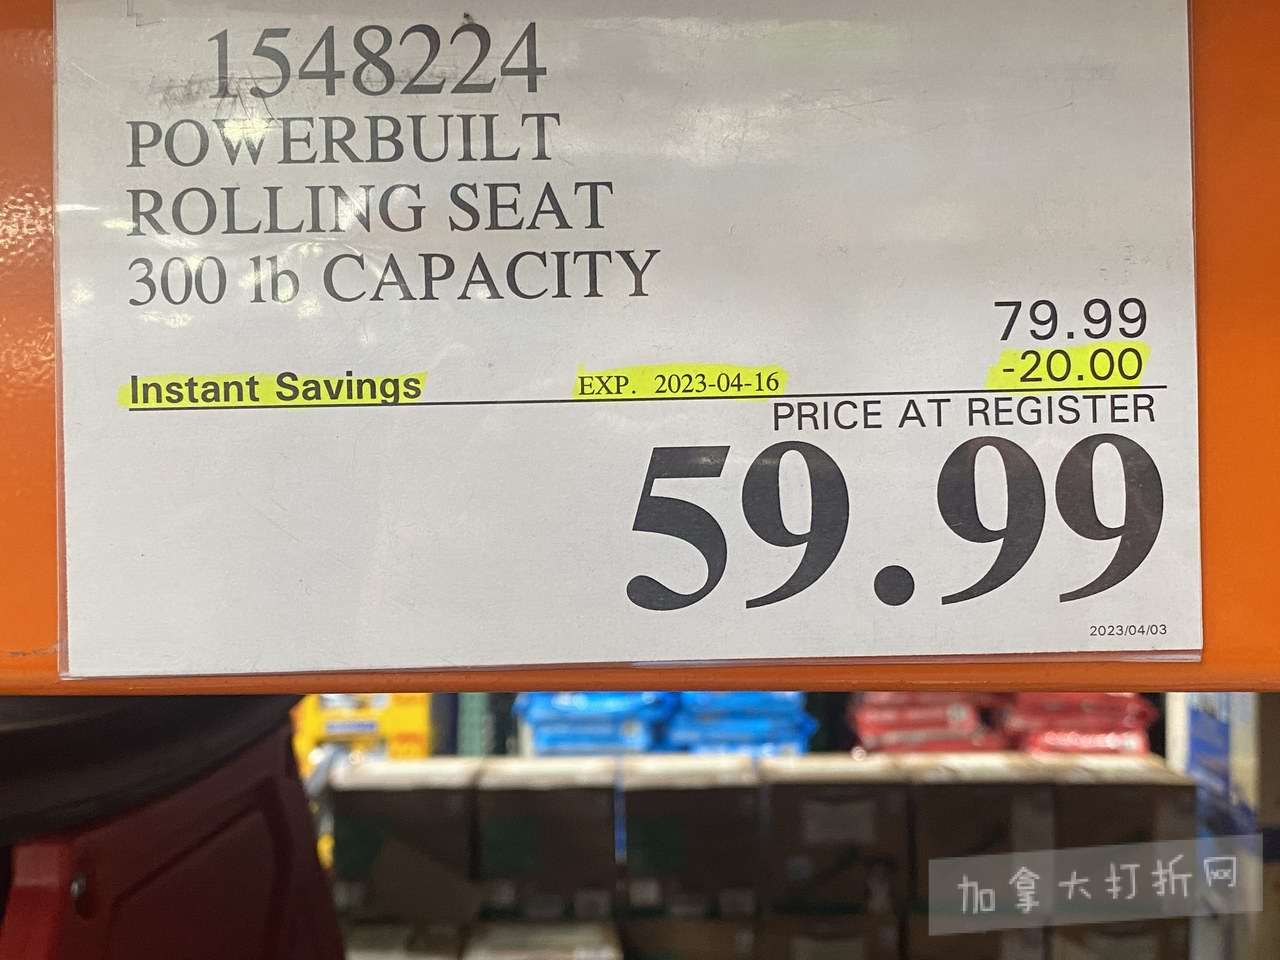 1548224
POWERBUILT
ROLLING SEAT
300 lb CAPACITY
79.99
Instant Savings EXP. 2023-04-16 -20.00
PRICE AT REGISTER
59.99
2023/04/03
加拿大打折网